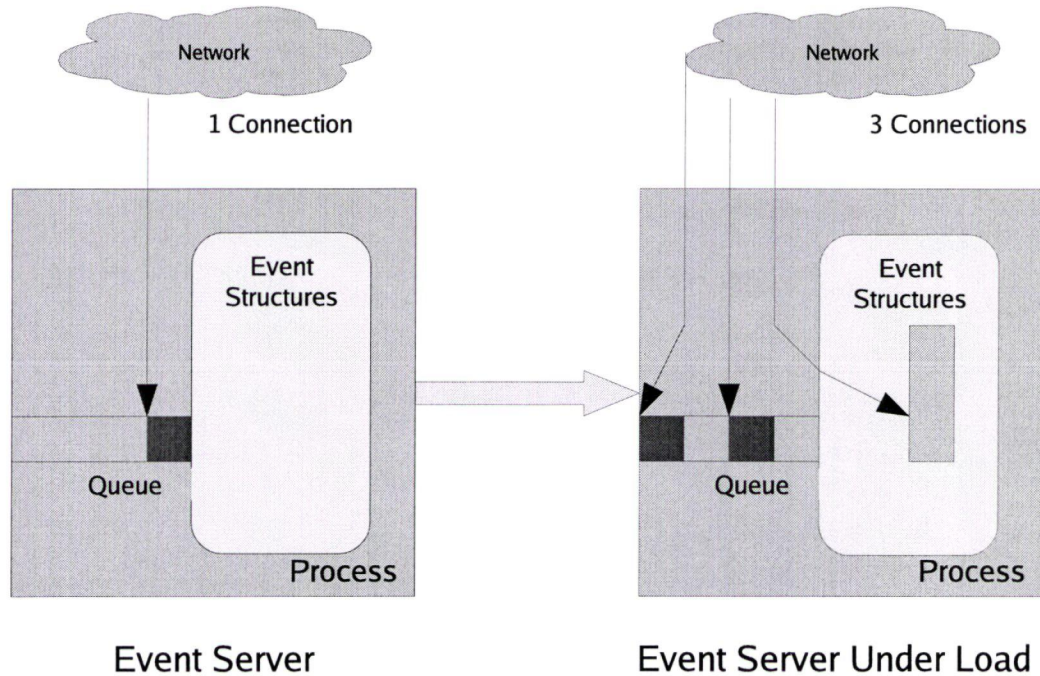 Network
1 Connection
Event
Structures
Queue
Process
Event Server
Network
3 Connections
Event
Structures
Queue
Process
Event Server Under Load